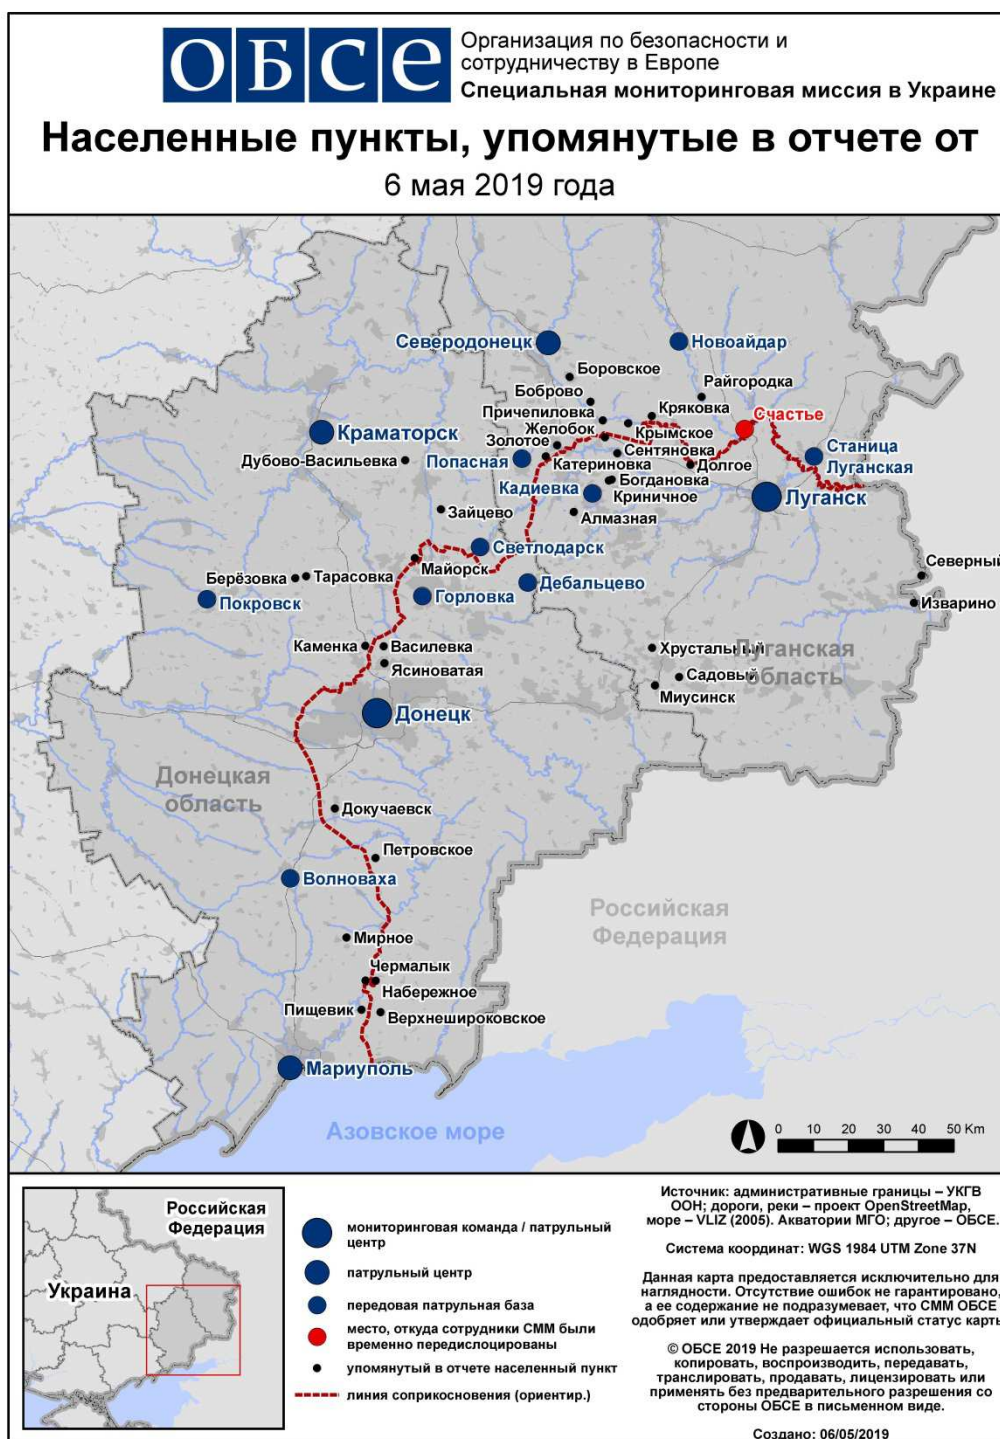 ОБСЕ
Организация по безопасности и
сотрудничеству в Европе
Специальная мониторинговая миссия в Украине
Населенные пункты, упомянутые в отчете от
6 мая 2019 года
Северодонецк
Новоайдар
Боровское
Райгородка
Боброво
Кряковка
Причепиловка
Счастье
Желобок
Крымское
Краматорск
Золотое
Сентяновка
Станица
Луганская
Дубово-Васильевка
Попасная
Катериновка
Долгое
Богдановка
Кадиевка
Криничное
Луганск
Зайцево
Алмазная
Светлодарск
Майорск
Северный
Берёзовка
Тарасовка
Дебальцево
Покровск
Горловка
Изварино
Каменка
Василевка
Хрустальный
Луганская
область
Ясиноватая
Садовый
Миусинск
Донецк
Донецкая
область
Докучаевск
Петровское
Волноваха
Российская
Федерация
Мирное
Чермалык
Набережное
Пищевик
Верхнешироковское
Мариуполь
Азовское море
0 10 20 30 40 50 Km
Российская
Федерация
Украина
мониторинговая команда / патрульный
центр
патрульный центр
передовая патрульная база
место, откуда сотрудники СММ были
временно передислоцированы
упомянутый в отчете населенный пункт
линия соприкосновения (ориентир.)
Источник: административные границы – УКГВ
ООН; дороги, реки – проект OpenStreetMap,
море – VLIZ (2005). Акватории МГО; другое – ОБСЕ.
Система координат: WGS 1984 UTM Zone 37N
Данная карта предоставляется исключительно для
наглядности. Отсутствие ошибок не гарантировано,
а ее содержание не подразумевает, что СММ ОБСЕ
одобряет или утверждает официальный статус карты
© ОБСЕ 2019 Не разрешается использовать,
копировать, воспроизводить, передавать,
транслировать, продавать, лицензировать или
применять без предварительного разрешения со
стороны ОБСЕ в письменном виде.
Создано: 06/05/2019